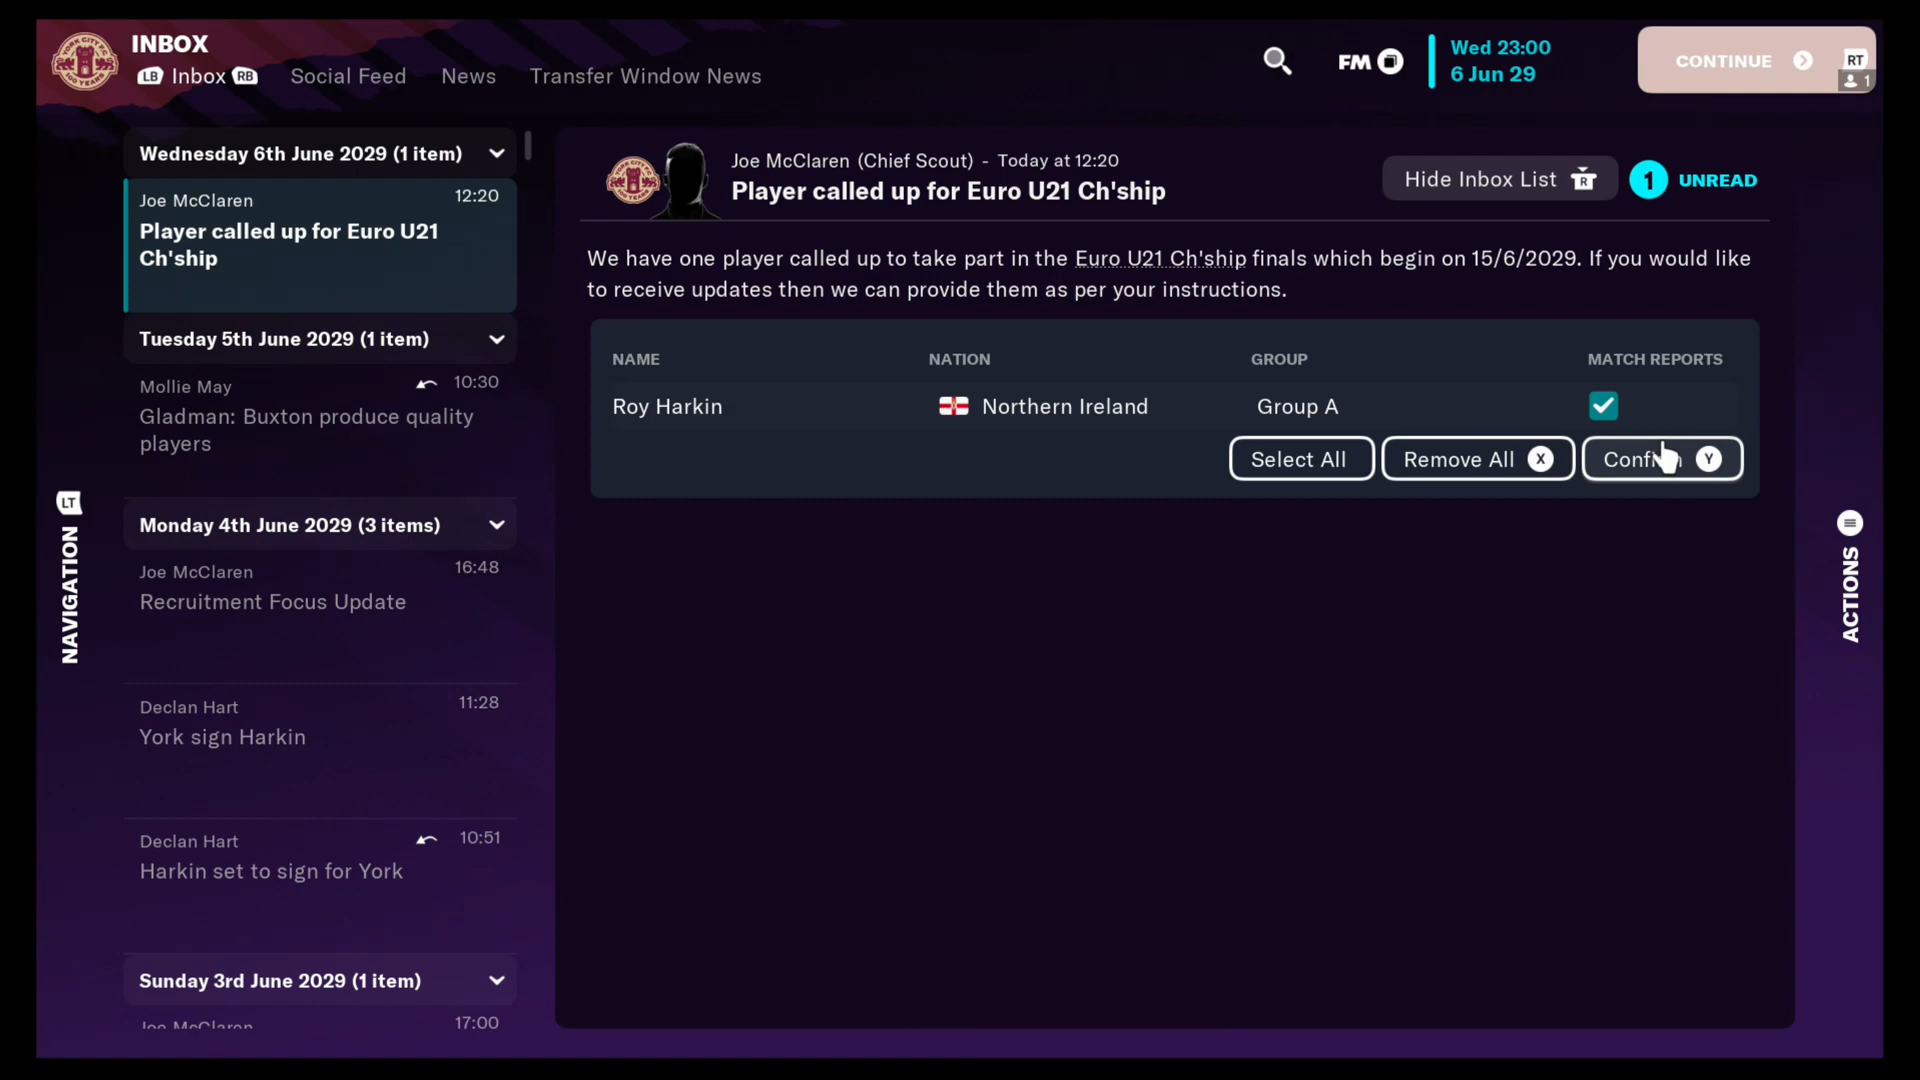 INBOX
LB Inbox RB Social Feed News Transfer Window News
FM
Wed 23:00
6 Jun 29
CONTINUE RT
1
Wednesday 6th June 2029 (1 item)
Joe McClaren 12:20
Player called up for Euro U21
Ch'ship
Tuesday 5th June 2029 (1 item)
Mollie May 10:30
Gladman: Buxton produce quality
players
Monday 4th June 2029 (3 items)
Joe McClaren 16:48
Recruitment Focus Update
Declan Hart 11:28
York sign Harkin
Declan Hart 10:51
Harkin set to sign for York
Sunday 3rd June 2029 (1 item)
Joe McClaren 17:00
Joe McClaren (Chief Scout) - Today at 12:20
Player called up for Euro U21 Ch'ship
Hide Inbox List R 1 UNREAD
We have one player called up to take part in the Euro U21 Ch'ship finals which begin on 15/6/2029. If you would like
to receive updates then we can provide them as per your instructions.
NAME NATION GROUP MATCH REPORTS
Roy Harkin Northern Ireland Group A
Select All Remove All X Confirm Y
LT
NAVIGATION
ACTIONS